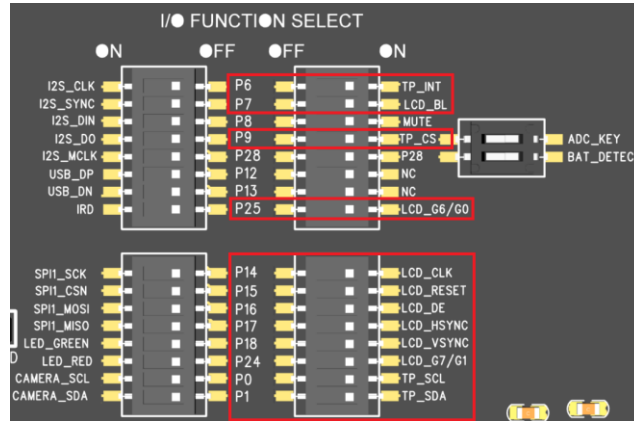 I/O FUNCTION SELECT
ON OFF OFF ON
I2S_CLK P6 TP_INT
I2S_SYNC P7 LCD_BL
I2S_DIN P8 MUTE
I2S_DO P9 TP_CS ADC_KEY
I2S_MCLK P28 P28 BAT_DETEC
USB_DP P12 NC
USB_DN P13 NC
IRD P25 LCD_G6/G0
SPI1_SCK P14 LCD_CLK
SPI1_CSN P15 LCD_RESET
SPI1_MOSI P16 LCD_DE
SPI1_MISO P17 LCD_HSYNC
LED_GREEN P18 LCD_VSYNC
D LED_RED P24 LCD_G7/G1
CAMERA_SCL P0 TP_SCL
CAMERA_SDA P1 TP_SDA